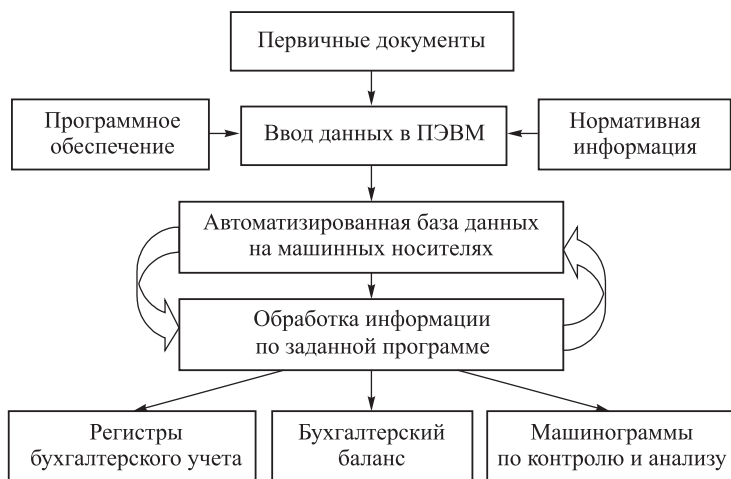 Первичные документы
Программное
обеспечение
Ввод данных в ПЭВМ
Нормативная
информация
Автоматизированная база данных
на машинных носителях
Обработка информации
по заданной программе
Регистры
бухгалтерского учета
Бухгалтерский
баланс
Машинограммы
по контролю и анализу